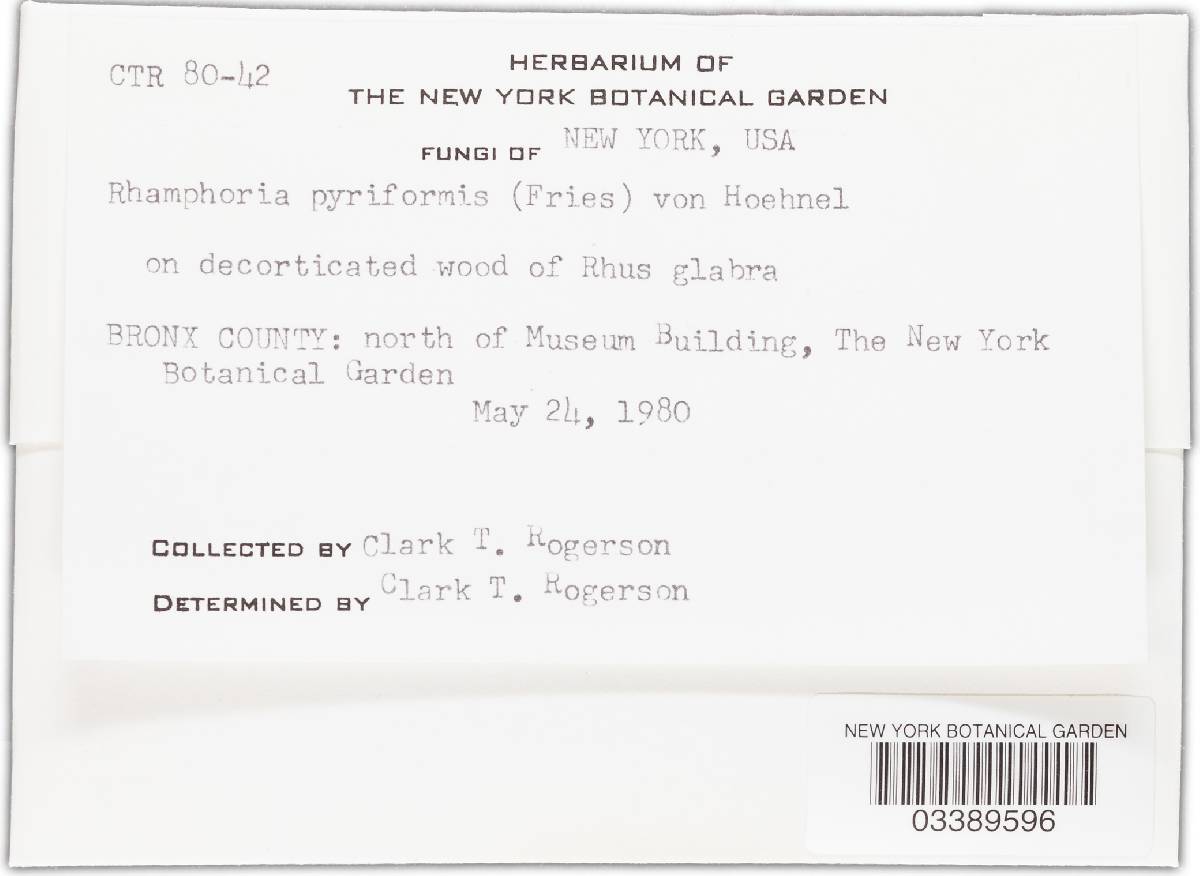 CTR 80-42
HERBARIUM OF
THE NEW YORK BOTANICAL GARDEN
FUNGI OF NEW YORK, USA
Rhamphoria pyriformis (Fries) von Hoehnel
on decorticated wood of Rhus glabra
BRONX COUNTY: north of Museum Building, The New York
Botanical Garden
May 24, 1980
COLLECTED BY Clark T. Rogerson
DETERMINED BY Clark T. Rogerson
NEW YORK BOTANICAL GARDEN
03389596